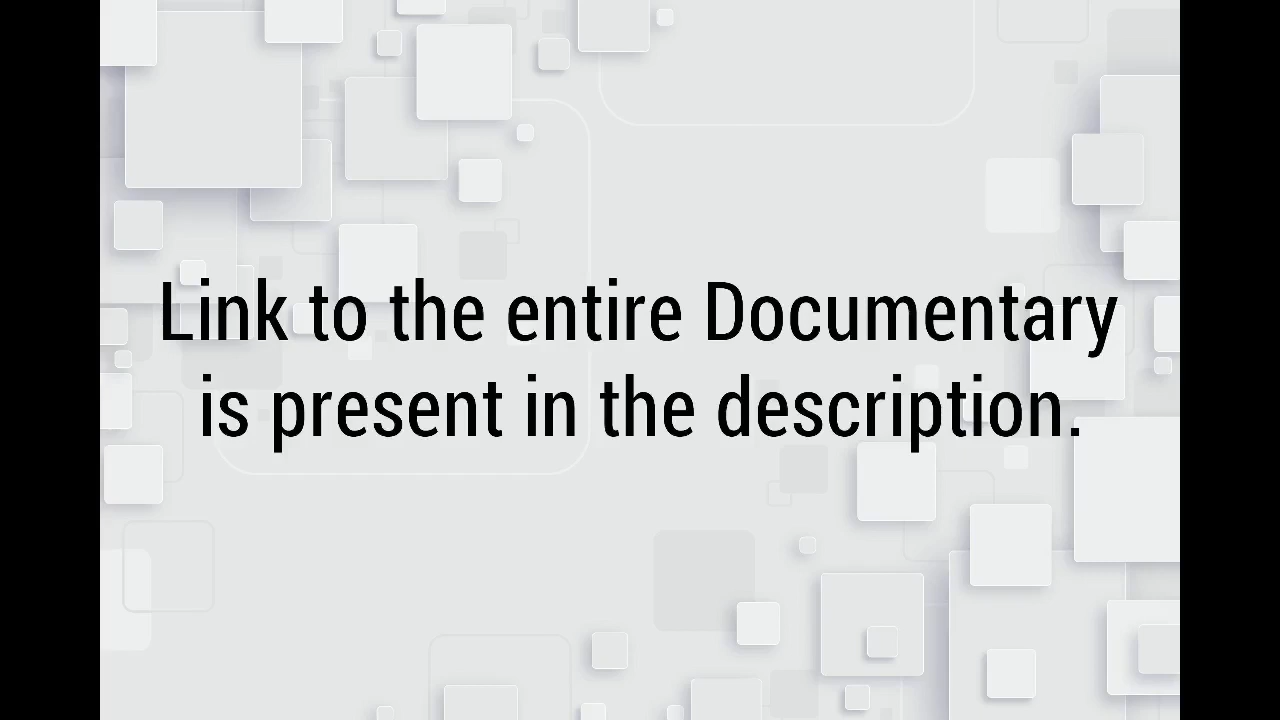 Link to the entire Documentary
is present in the description.